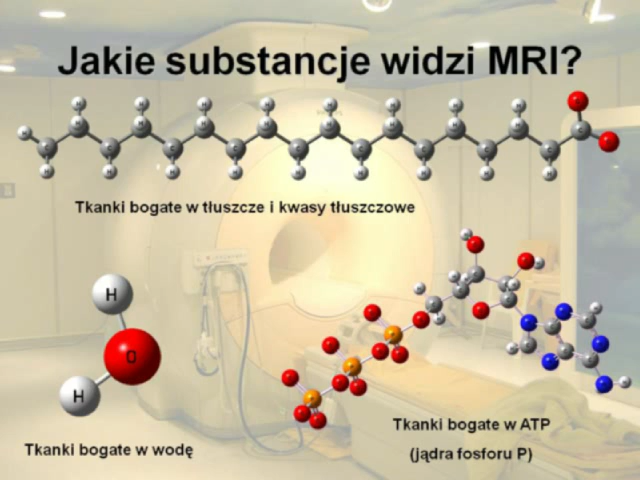 Jakie substancje widzi MRI?
Tkanki bogate w tłuszcze i kwasy tłuszczowe
H
O
H
Tkanki bogate w wodę
Tkanki bogate w ATP
(jądra fosforu P)